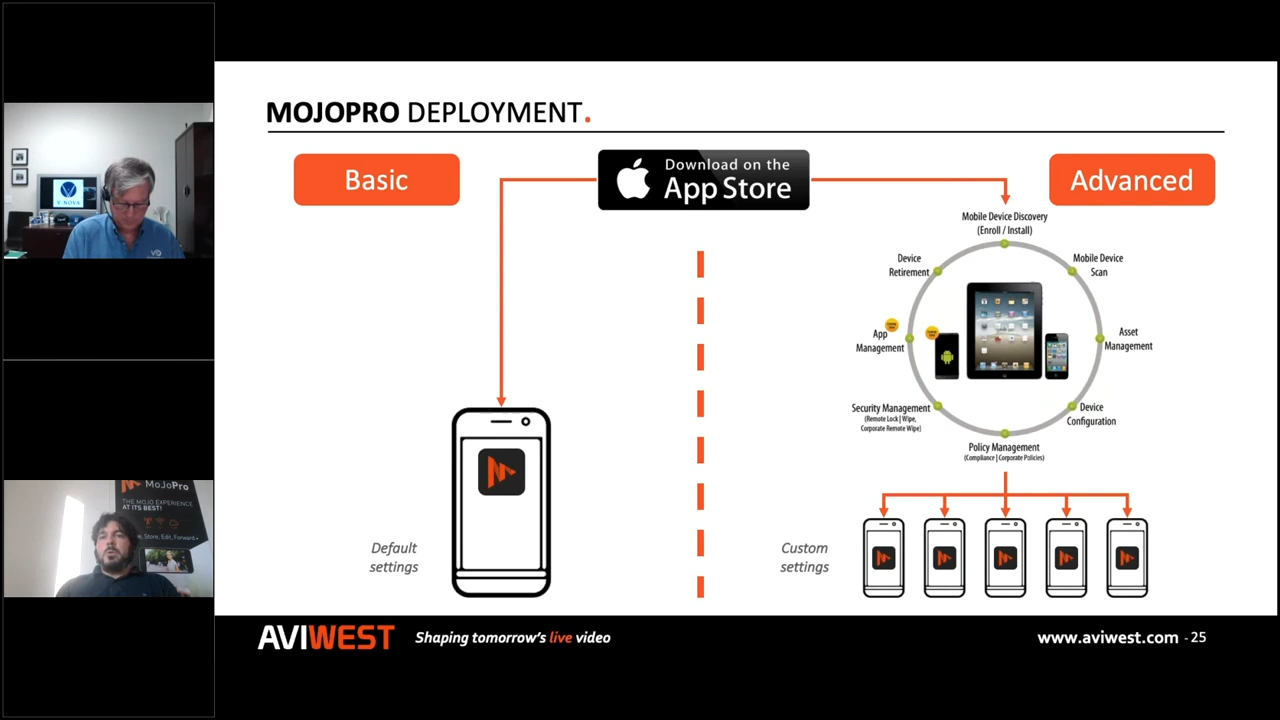 MOJOPRO DEPLOYMENT.
Basic
Download on the
App Store
Advanced
Mobile Device Discovery
(Enroll / Install)
Device
Retirement
Mobile Device
Scan
App
Management
Asset
Management
Security Management
(Remote Lock | Wipe,
Corporate Remote Wipe)
Device
Configuration
Policy Management
(Compliance | Corporate Policies)
Default
settings
Custom
settings
V-NOVA
MoJoPro
THE MOJO EXPERIENCE
AT ITS BEST!
Store, Edit, Forward
AVIWEST
Shaping tomorrow's live video
www.aviwest.com - 25